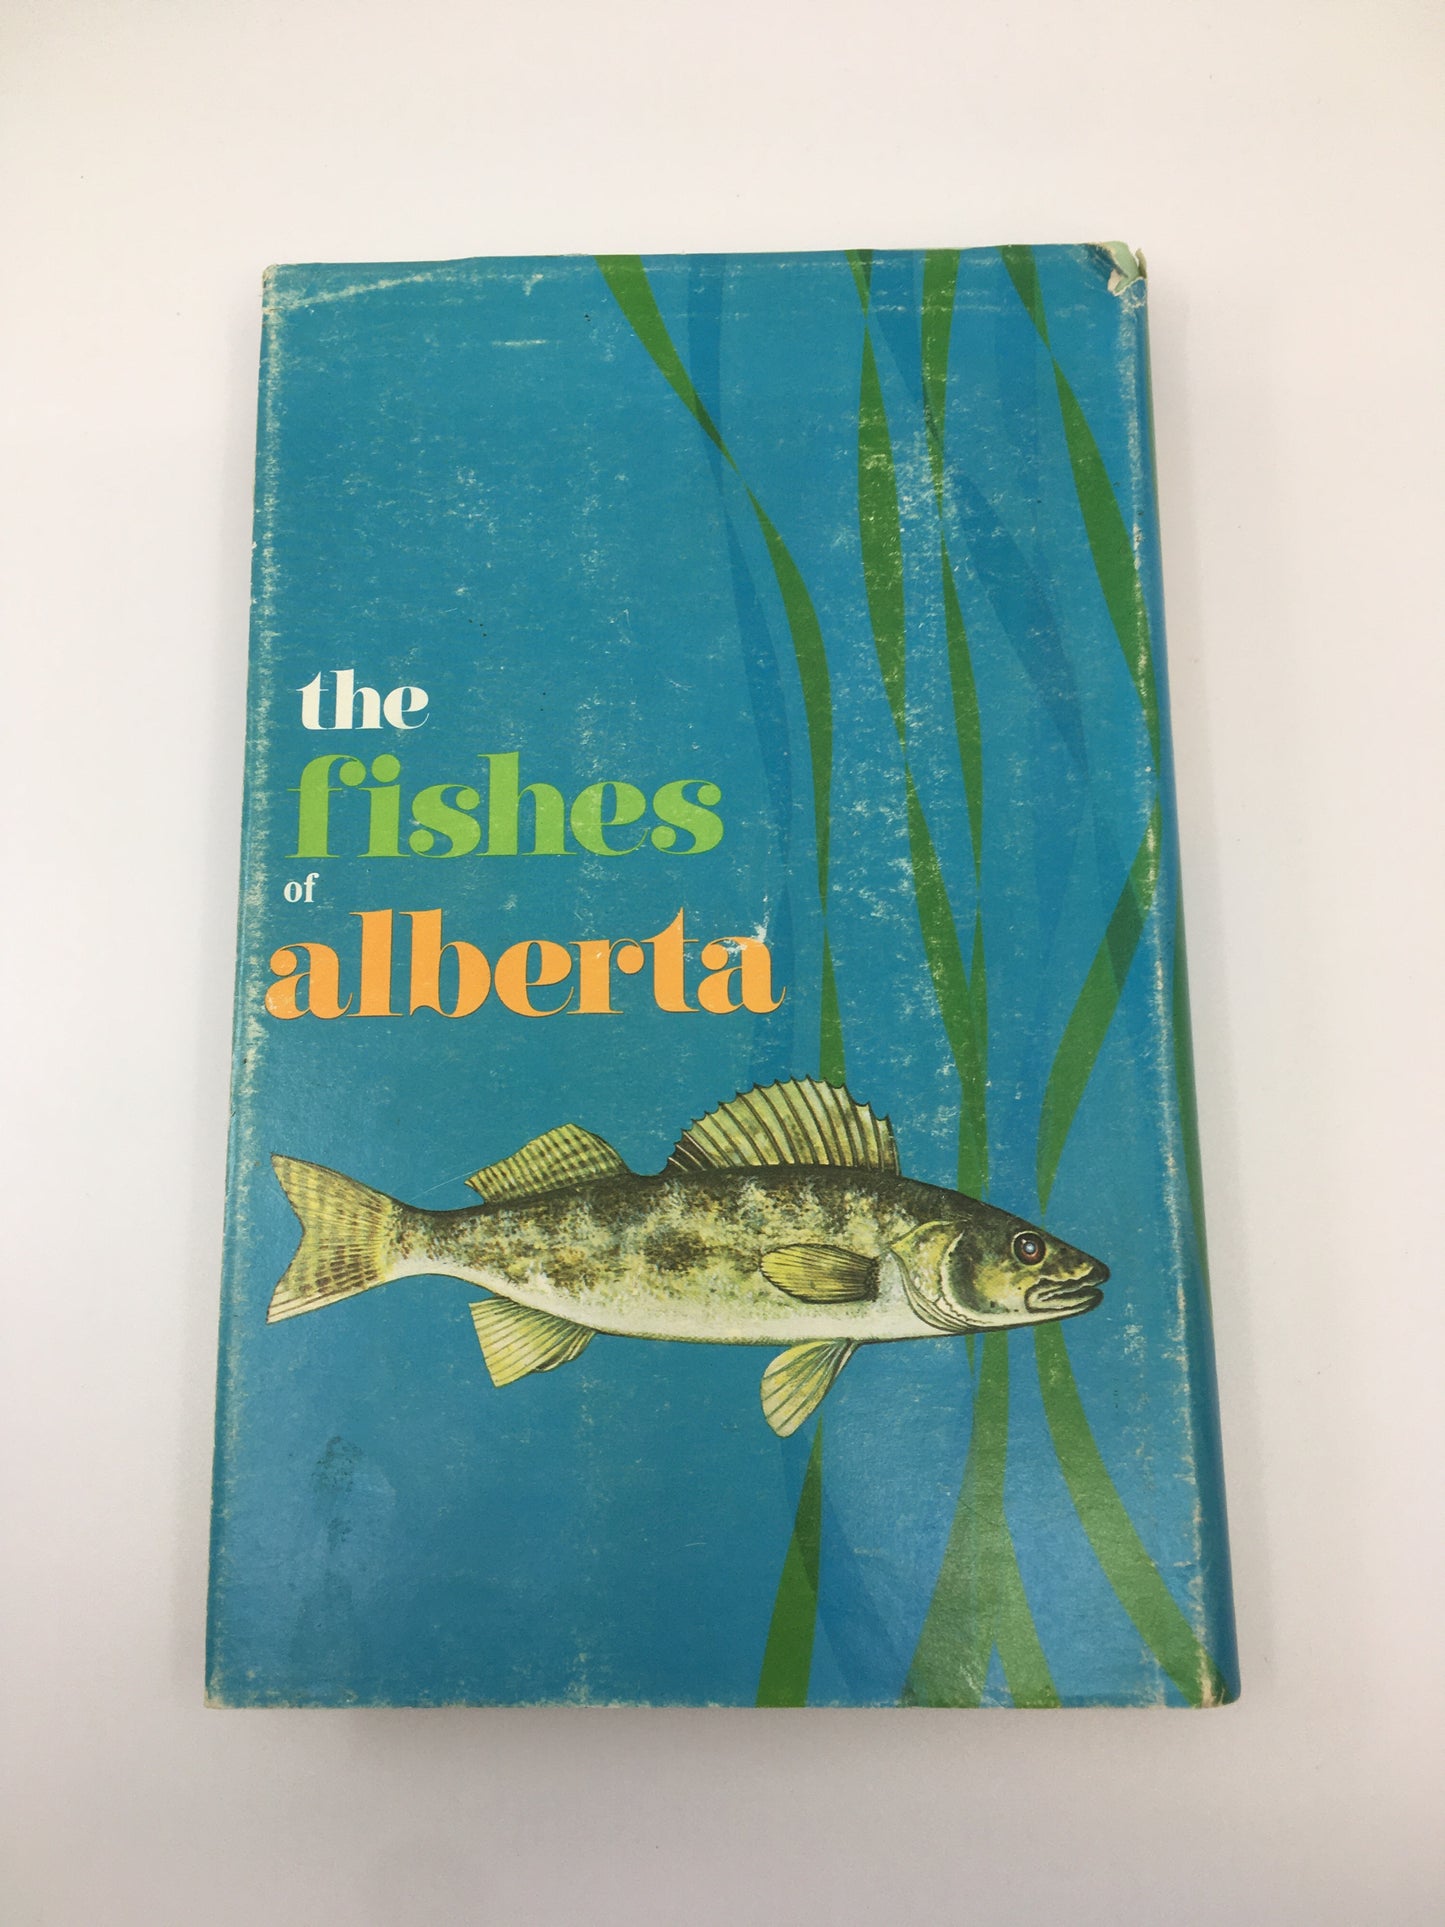 the
fishes
of
alberta